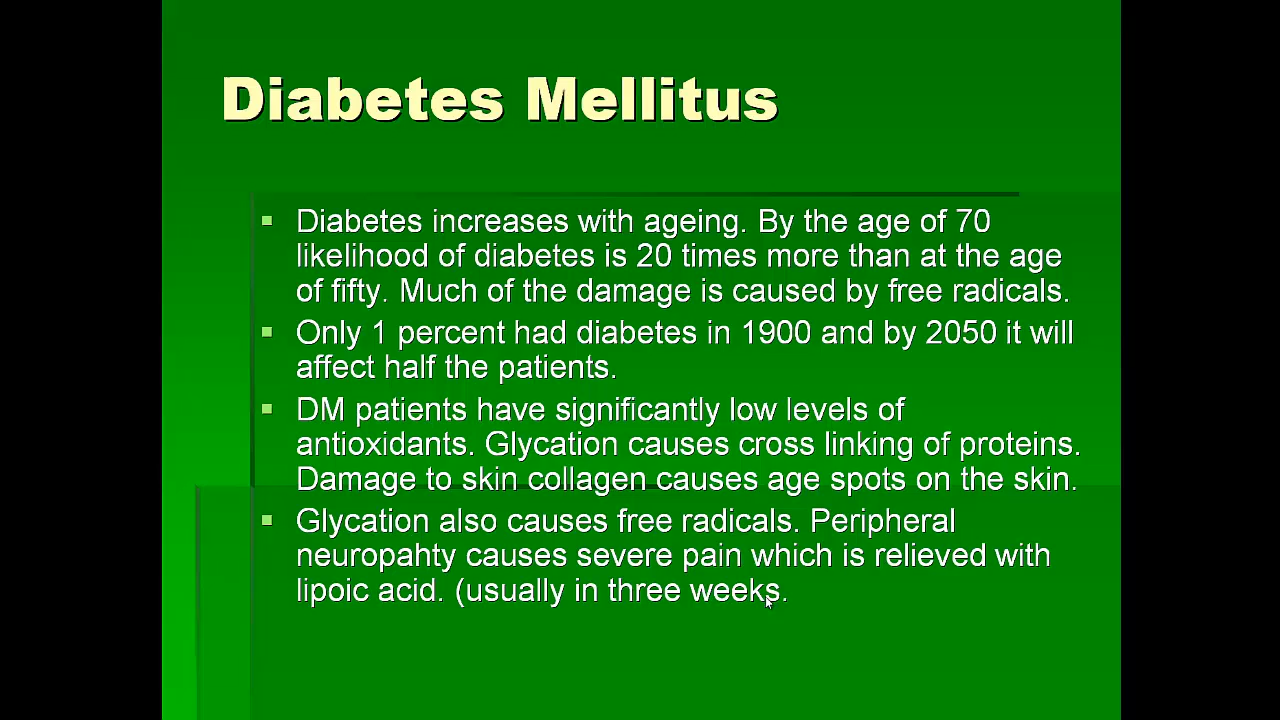 Diabetes Mellitus
Diabetes increases with ageing. By the age of 70
likelihood of diabetes is 20 times more than at the age
of fifty. Much of the damage is caused by free radicals.
Only 1 percent had diabetes in 1900 and by 2050 it will
affect half the patients.
DM patients have significantly low levels of
antioxidants. Glycation causes cross linking of proteins.
Damage to skin collagen causes age spots on the skin.
Glycation also causes free radicals. Peripheral
neuropahty causes severe pain which is relieved with
lipoic acid. (usually in three weeks.